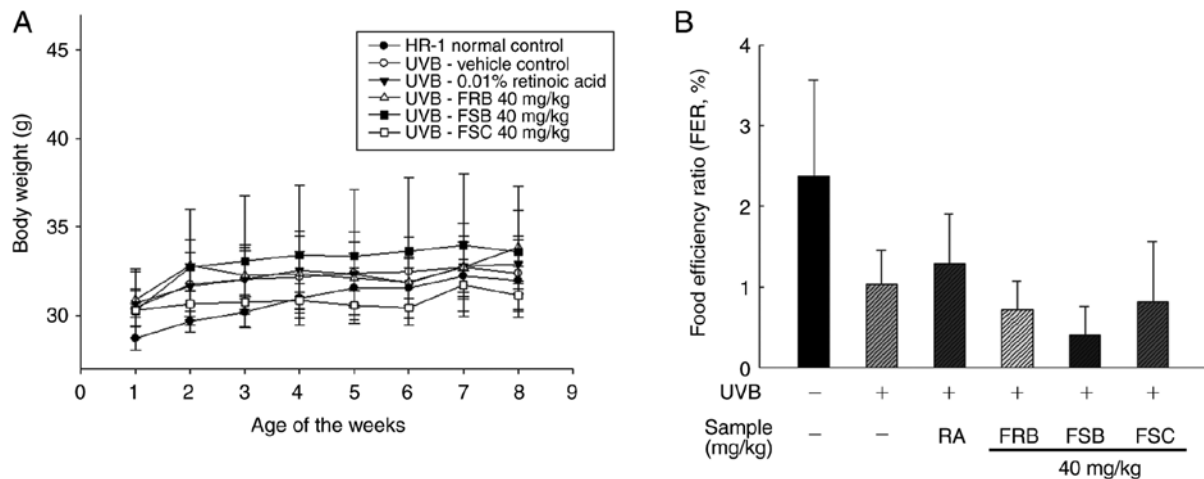 A
Body weight (g)
45
40
35
30
0 1 2 3 4 5 6 7 8 9
Age of the weeks
HR-1 normal control
UVB - vehicle control
UVB - 0.01% retinoic acid
UVB - FRB 40 mg/kg
UVB - FSB 40 mg/kg
UVB - FSC 40 mg/kg
B
Food efficiency ratio (FER, %)
4
3
2
1
0
UVB − + + + + +
Sample − − RA FRB FSB FSC
(mg/kg)
40 mg/kg